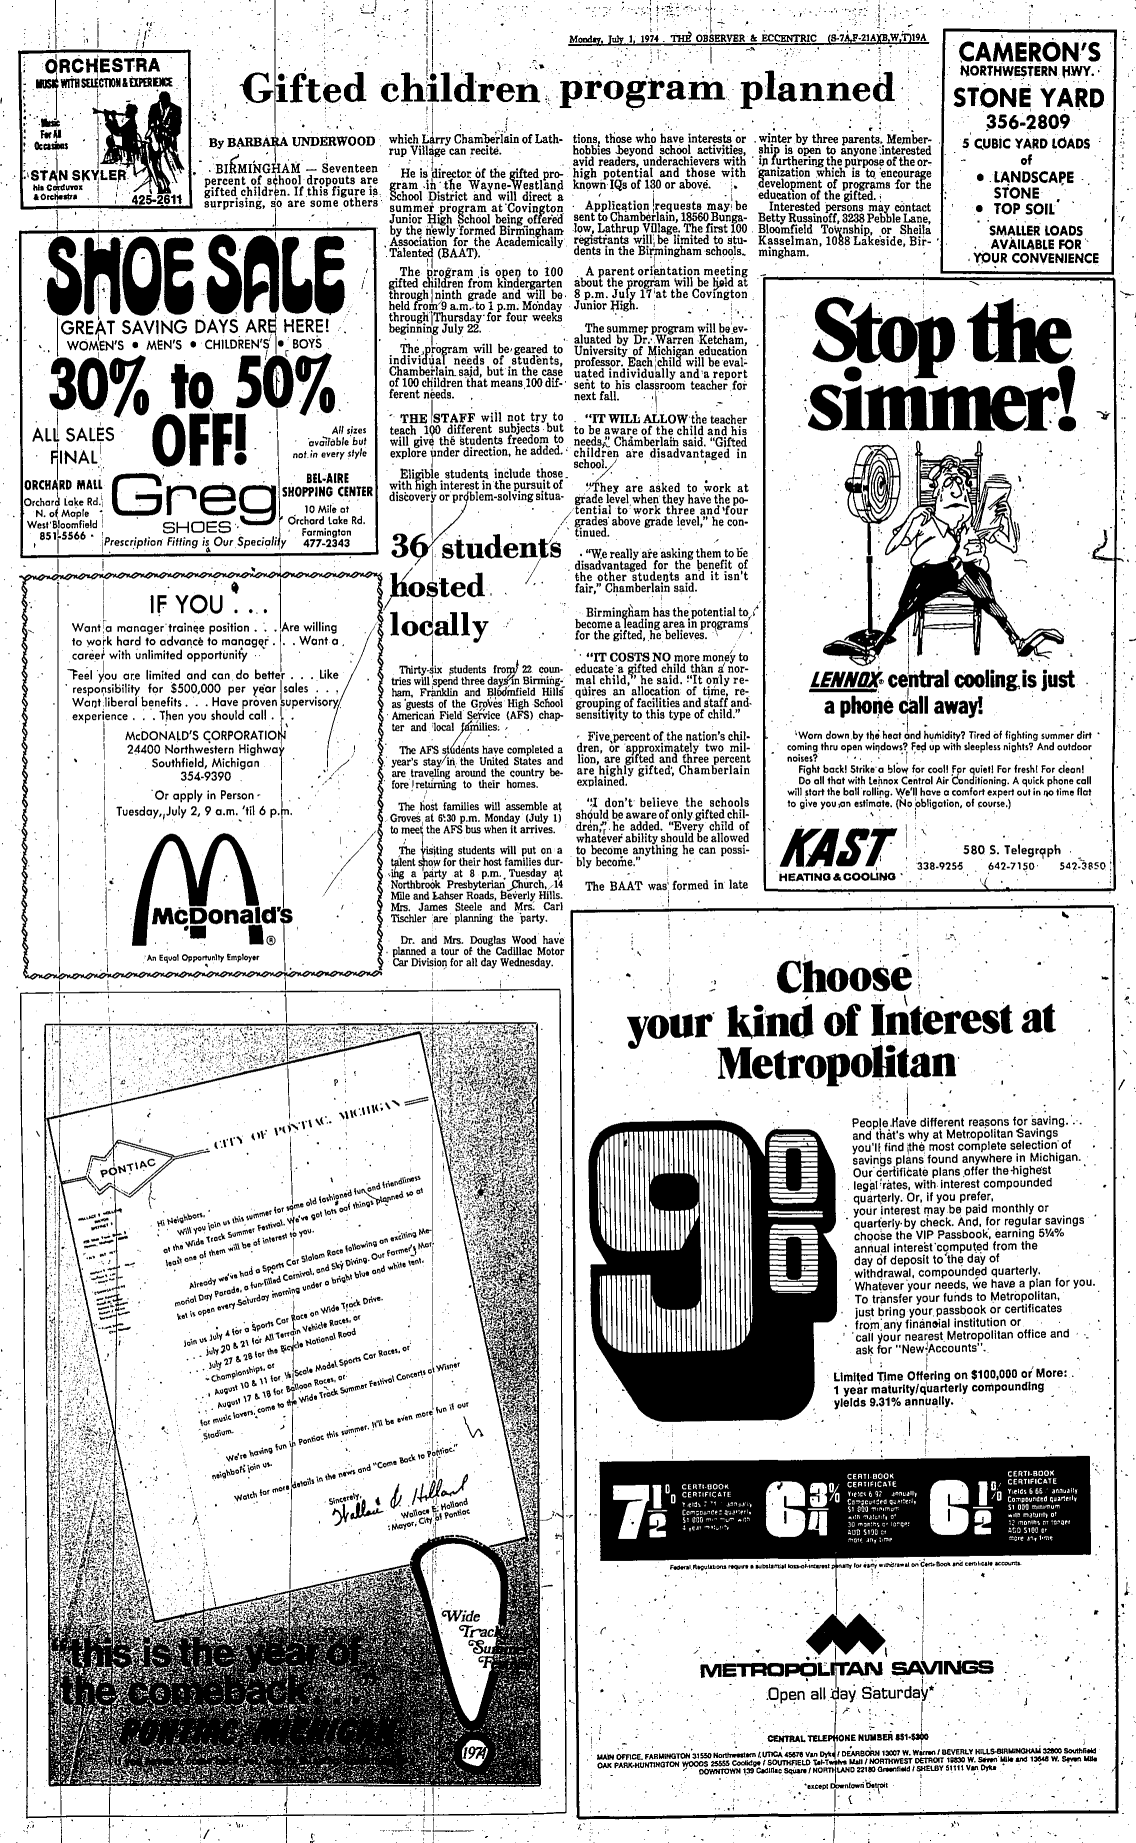 Monday, July 1, 1974 THE OBSERVER & ECCENTRIC (S-7A,F-21A)(B,W,T)19A
ORCHESTRA
MUSIC WITH SELECTION & EXPERIENCE
Music
For All
Occasions
STAN SKYLER
his Cordovox
& Orchestra
425-2611
Gifted children program planned
By BARBARA UNDERWOOD
BIRMINGHAM — Seventeen
percent of school dropouts are
gifted children. If this figure is
surprising, so are some others
which Larry Chamberlain of Lath-
rup Village can recite.
He is director of the gifted pro-
gram in the Wayne-Westland
School District and will direct a
summer program at Covington
Junior High School being offered
by the newly formed Birmingham
Association for the Academically
Talented (BAAT).
The program is open to 100
gifted children from kindergarten
through ninth grade and will be
held from 9 a.m. to 1 p.m. Monday
through Thursday for four weeks
beginning July 22.
The program will be geared to
individual needs of students,
Chamberlain said, but in the case
of 100 children that means 100 dif-
ferent needs.
THE STAFF will not try to
teach 100 different subjects but
will give the students freedom to
explore under direction, he added.
Eligible students include those
with high interest in the pursuit of
discovery or problem-solving situa-
tions, those who have interests or
hobbies beyond school activities,
avid readers, underachievers with
high potential and those with
known IQs of 130 or above.
Application requests may be
sent to Chamberlain, 18560 Bunga-
low, Lathrup Village. The first 100
registrants will be limited to stu-
dents in the Birmingham schools.
A parent orientation meeting
about the program will be held at
8 p.m. July 17 at the Covington
Junior High.
The summer program will be ev-
aluated by Dr. Warren Ketcham,
University of Michigan education
professor. Each child will be eval-
uated individually and a report
sent to his classroom teacher for
next fall.
"IT WILL ALLOW the teacher
to be aware of the child and his
needs," Chamberlain said. "Gifted
children are disadvantaged in
school.
"They are asked to work at
grade level when they have the po-
tential to work three and four
grades above grade level," he con-
tinued.
"We really are asking them to be
disadvantaged for the benefit of
the other students and it isn't
fair," Chamberlain said.
Birmingham has the potential to
become a leading area in programs
for the gifted, he believes.
"IT COSTS NO more money to
educate a gifted child than a nor-
mal child," he said. "It only re-
quires an allocation of time, re-
grouping of facilities and staff and
sensitivity to this type of child."
Five percent of the nation's chil-
dren, or approximately two mil-
lion, are gifted and three percent
are highly gifted, Chamberlain
explained.
"I don't believe the schools
should be aware of only gifted chil-
dren," he added. "Every child of
whatever ability should be allowed
to become anything he can possi-
bly become."
The BAAT was formed in late
winter by three parents. Member-
ship is open to anyone interested
in furthering the purpose of the or-
ganization which is to encourage
development of programs for the
education of the gifted.
Interested persons may contact
Betty Russinoff, 3238 Pebble Lane,
Bloomfield Township, or Sheila
Kasselman, 1088 Lakeside, Bir-
mingham.
CAMERON'S
NORTHWESTERN HWY.
STONE YARD
356-2809
5 CUBIC YARD LOADS
of
• LANDSCAPE
STONE
• TOP SOIL
SMALLER LOADS
AVAILABLE FOR
YOUR CONVENIENCE
SHOE SALE
GREAT SAVING DAYS ARE HERE!
WOMEN'S • MEN'S • CHILDREN'S • BOYS
30% to 50%
OFF!
ALL SALES
FINAL
All sizes
available but
not in every style
ORCHARD MALL
Orchard Lake Rd.
N. of Maple
West Bloomfield
851-5566
Greg
SHOES
BEL-AIRE
SHOPPING CENTER
10 Mile at
Orchard Lake Rd.
Farmington
477-2343
Prescription Fitting is Our Speciality
IF YOU . . .
Want a manager trainee position . . . Are willing
to work hard to advance to manager . . . Want a
career with unlimited opportunity
Feel you are limited and can do better . . . Like
responsibility for $500,000 per year sales . . .
Want liberal benefits . . . Have proven supervisory
experience . . . Then you should call . . .
McDONALD'S CORPORATION
24400 Northwestern Highway
Southfield, Michigan
354-9390
Or apply in Person
Tuesday, July 2, 9 a.m. 'til 6 p.m.
McDonald's
®
An Equal Opportunity Employer
36 students
hosted
locally
Thirty-six students from 22 coun-
tries will spend three days in Birming-
ham, Franklin and Bloomfield Hills
as guests of the Groves High School
American Field Service (AFS) chap-
ter and local families.
The AFS students have completed a
year's stay in the United States and
are traveling around the country be-
fore returning to their homes.
The host families will assemble at
Groves at 6:30 p.m. Monday (July 1)
to meet the AFS bus when it arrives.
The visiting students will put on a
talent show for their host families dur-
ing a party at 8 p.m. Tuesday at
Northbrook Presbyterian Church, 14
Mile and Lahser Roads, Beverly Hills.
Mrs. James Steele and Mrs. Carl
Tischler are planning the party.
Dr. and Mrs. Douglas Wood have
planned a tour of the Cadillac Motor
Car Division for all day Wednesday.
Stop the
simmer!
LENNOX central cooling is just
a phone call away!
Worn down by the heat and humidity? Tired of fighting summer dirt
coming thru open windows? Fed up with sleepless nights? And outdoor
noises?
Fight back! Strike a blow for cool! For quiet! For fresh! For clean!
Do all that with Lennox Central Air Conditioning. A quick phone call
will start the ball rolling. We'll have a comfort expert out in no time flat
to give you an estimate. (No obligation, of course.)
KAST
HEATING & COOLING
580 S. Telegraph
338-9255 642-7150 542-3850
PONTIAC
CITY OF PONTIAC, MICHIGAN
Hi Neighbors,
Will you join us this summer for some old fashioned fun and friendliness
at the Wide Track Summer Festival. We've got lots oof things planned so at
least one of them will be of interest to you.
Already we've had a Sports Car Slalom Race following an exciting Me-
morial Day Parade, a fun-filled Carnival, and Sky Diving. Our Farmer's Mar-
ket is open every Saturday morning under a bright blue and white tent.
Join us July 4 for a Sports Car Race on Wide Track Drive.
. . . July 20 & 21 for All Terrain Vehicle Races, or
. . . July 27 & 28 for the Bicycle National Road
Championships, or
. . . August 10 & 11 for ⅛ Scale Model Sports Car Races, or
. . . August 17 & 18 for Balloon Races, or
for music lovers, come to the Wide Track Summer Festival Concerts at Wisner
Stadium.
We're having fun in Pontiac this summer. It'll be even more fun if our
neighbors join us.
Watch for more details in the news and "Come Back to Pontiac."
Sincerely,
Wallace E. Holland
Wallace E. Holland
Mayor, City of Pontiac
"this is the year of
the comeback. . ."
PONTIAC, MICHIGAN
Wide
Track
Summer
1974
Choose
your kind of Interest at
Metropolitan
9%
People have different reasons for saving. . .
and that's why at Metropolitan Savings
you'll find the most complete selection of
savings plans found anywhere in Michigan.
Our certificate plans offer the highest
legal rates, with interest compounded
quarterly. Or, if you prefer,
your interest may be paid monthly or
quarterly by check. And, for regular savings
choose the VIP Passbook, earning 5¼%
annual interest computed from the
day of deposit to the day of
withdrawal, compounded quarterly.
Whatever your needs, we have a plan for you.
To transfer your funds to Metropolitan,
just bring your passbook or certificates
from any financial institution or
call your nearest Metropolitan office and
ask for "New Accounts".
Limited Time Offering on $100,000 or More:
1 year maturity/quarterly compounding
yields 9.31% annually.
7½%
CERTI-BOOK
CERTIFICATE
Yields 7.71 annually
Compounded quarterly
$1 000 minimum with
4 year maturity
6¾%
CERTI-BOOK
CERTIFICATE
Yields 6 92 annually
Compounded quarterly
$1 000 minimum
with maturity of
30 months or longer
ADD $100 or
more any time
6½%
CERTI-BOOK
CERTIFICATE
Yields 6 66 annually
Compounded quarterly
$1 000 minimum
with maturity of
12 months or longer
ADD $100 or
more any time
Federal Regulations require a substantial loss-of-interest penalty for early withdrawal on Certi-Book and certificate accounts.
METROPOLITAN SAVINGS
Open all day Saturday*
CENTRAL TELEPHONE NUMBER 851-5300
MAIN OFFICE, FARMINGTON 31550 Northwestern / UTICA 45676 Van Dyke / DEARBORN 13007 W. Warren / BEVERLY HILLS-BIRMINGHAM 32800 Southfield
OAK PARK-HUNTINGTON WOODS 25555 Coolidge / SOUTHFIELD Tel-Twelve Mall / NORTHWEST DETROIT 19830 W. Seven Mile and 13648 W. Seven Mile
DOWNTOWN 139 Cadillac Square / NORTHLAND 22180 Greenfield / SHELBY 51111 Van Dyke
*except Downtown Detroit